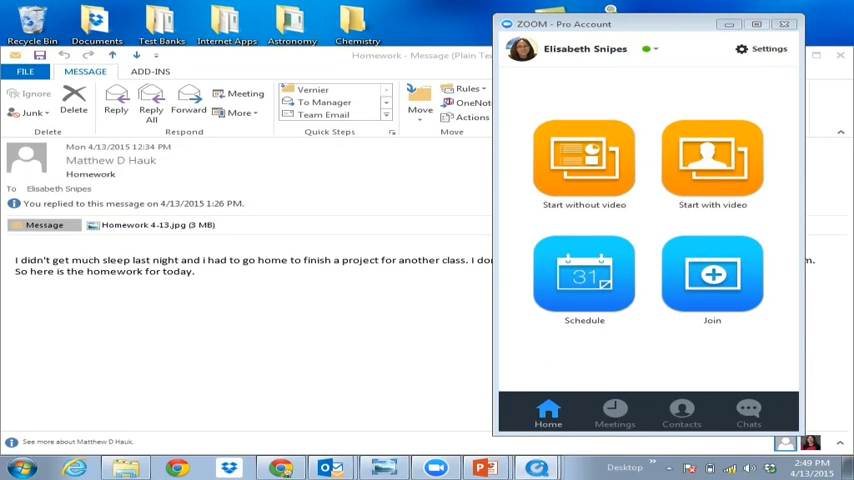 Recycle Bin
Documents
Test Banks
Internet Apps
Astronomy
Chemistry
Homework - Message (Plain Te
FILE
MESSAGE
ADD-INS
Ignore
Junk
Delete
Delete
Reply
Reply All
Forward
Meeting
More
Respond
Vernier
To Manager
Team Email
Quick Steps
Move
Rules
OneNot
Actions
Move
Mon 4/13/2015 12:34 PM
Matthew D Hauk
Homework
To Elisabeth Snipes
You replied to this message on 4/13/2015 1:26 PM.
Message
Homework 4-13.jpg (3 MB)
I didn't get much sleep last night and i had to go home to finish a project for another class. I do
m.
So here is the homework for today.
See more about Matthew D Hauk.
ZOOM - Pro Account
Elisabeth Snipes
Settings
Start without video
Start with video
31
Schedule
Join
Home
Meetings
Contacts
Chats
Desktop
2:49 PM
4/13/2015